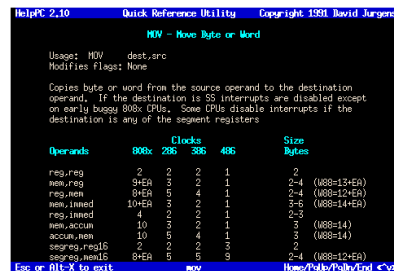 HelpPC 2.10 Quick Reference Utility Copyright 1991 David Jurgens
MOV - Move Byte or Word
Usage: MOV dest,src
Modifies flags: None
Copies byte or word from the source operand to the destination
operand. If the destination is SS interrupts are disabled except
on early buggy 808x CPUs. Some CPUs disable interrupts if the
destination is any of the segment registers
Clocks Size
Operands 808x 286 386 486 Bytes
reg,reg 2 2 2 1 2
mem,reg 9+EA 3 2 1 2-4 (W88=13+EA)
reg,mem 8+EA 5 4 1 2-4 (W88=12+EA)
mem,immed 10+EA 3 2 1 3-6 (W88=14+EA)
reg,immed 4 2 2 1 2-3
mem,accum 10 3 2 1 3 (W88=14)
accum,mem 10 5 4 1 3 (W88=14)
segreg,reg16 2 2 2 3 2
segreg,mem16 8+EA 5 5 9 2-4 (W88=12+EA)
Esc or Alt-X to exit mov Home/PgUp/PgDn/End